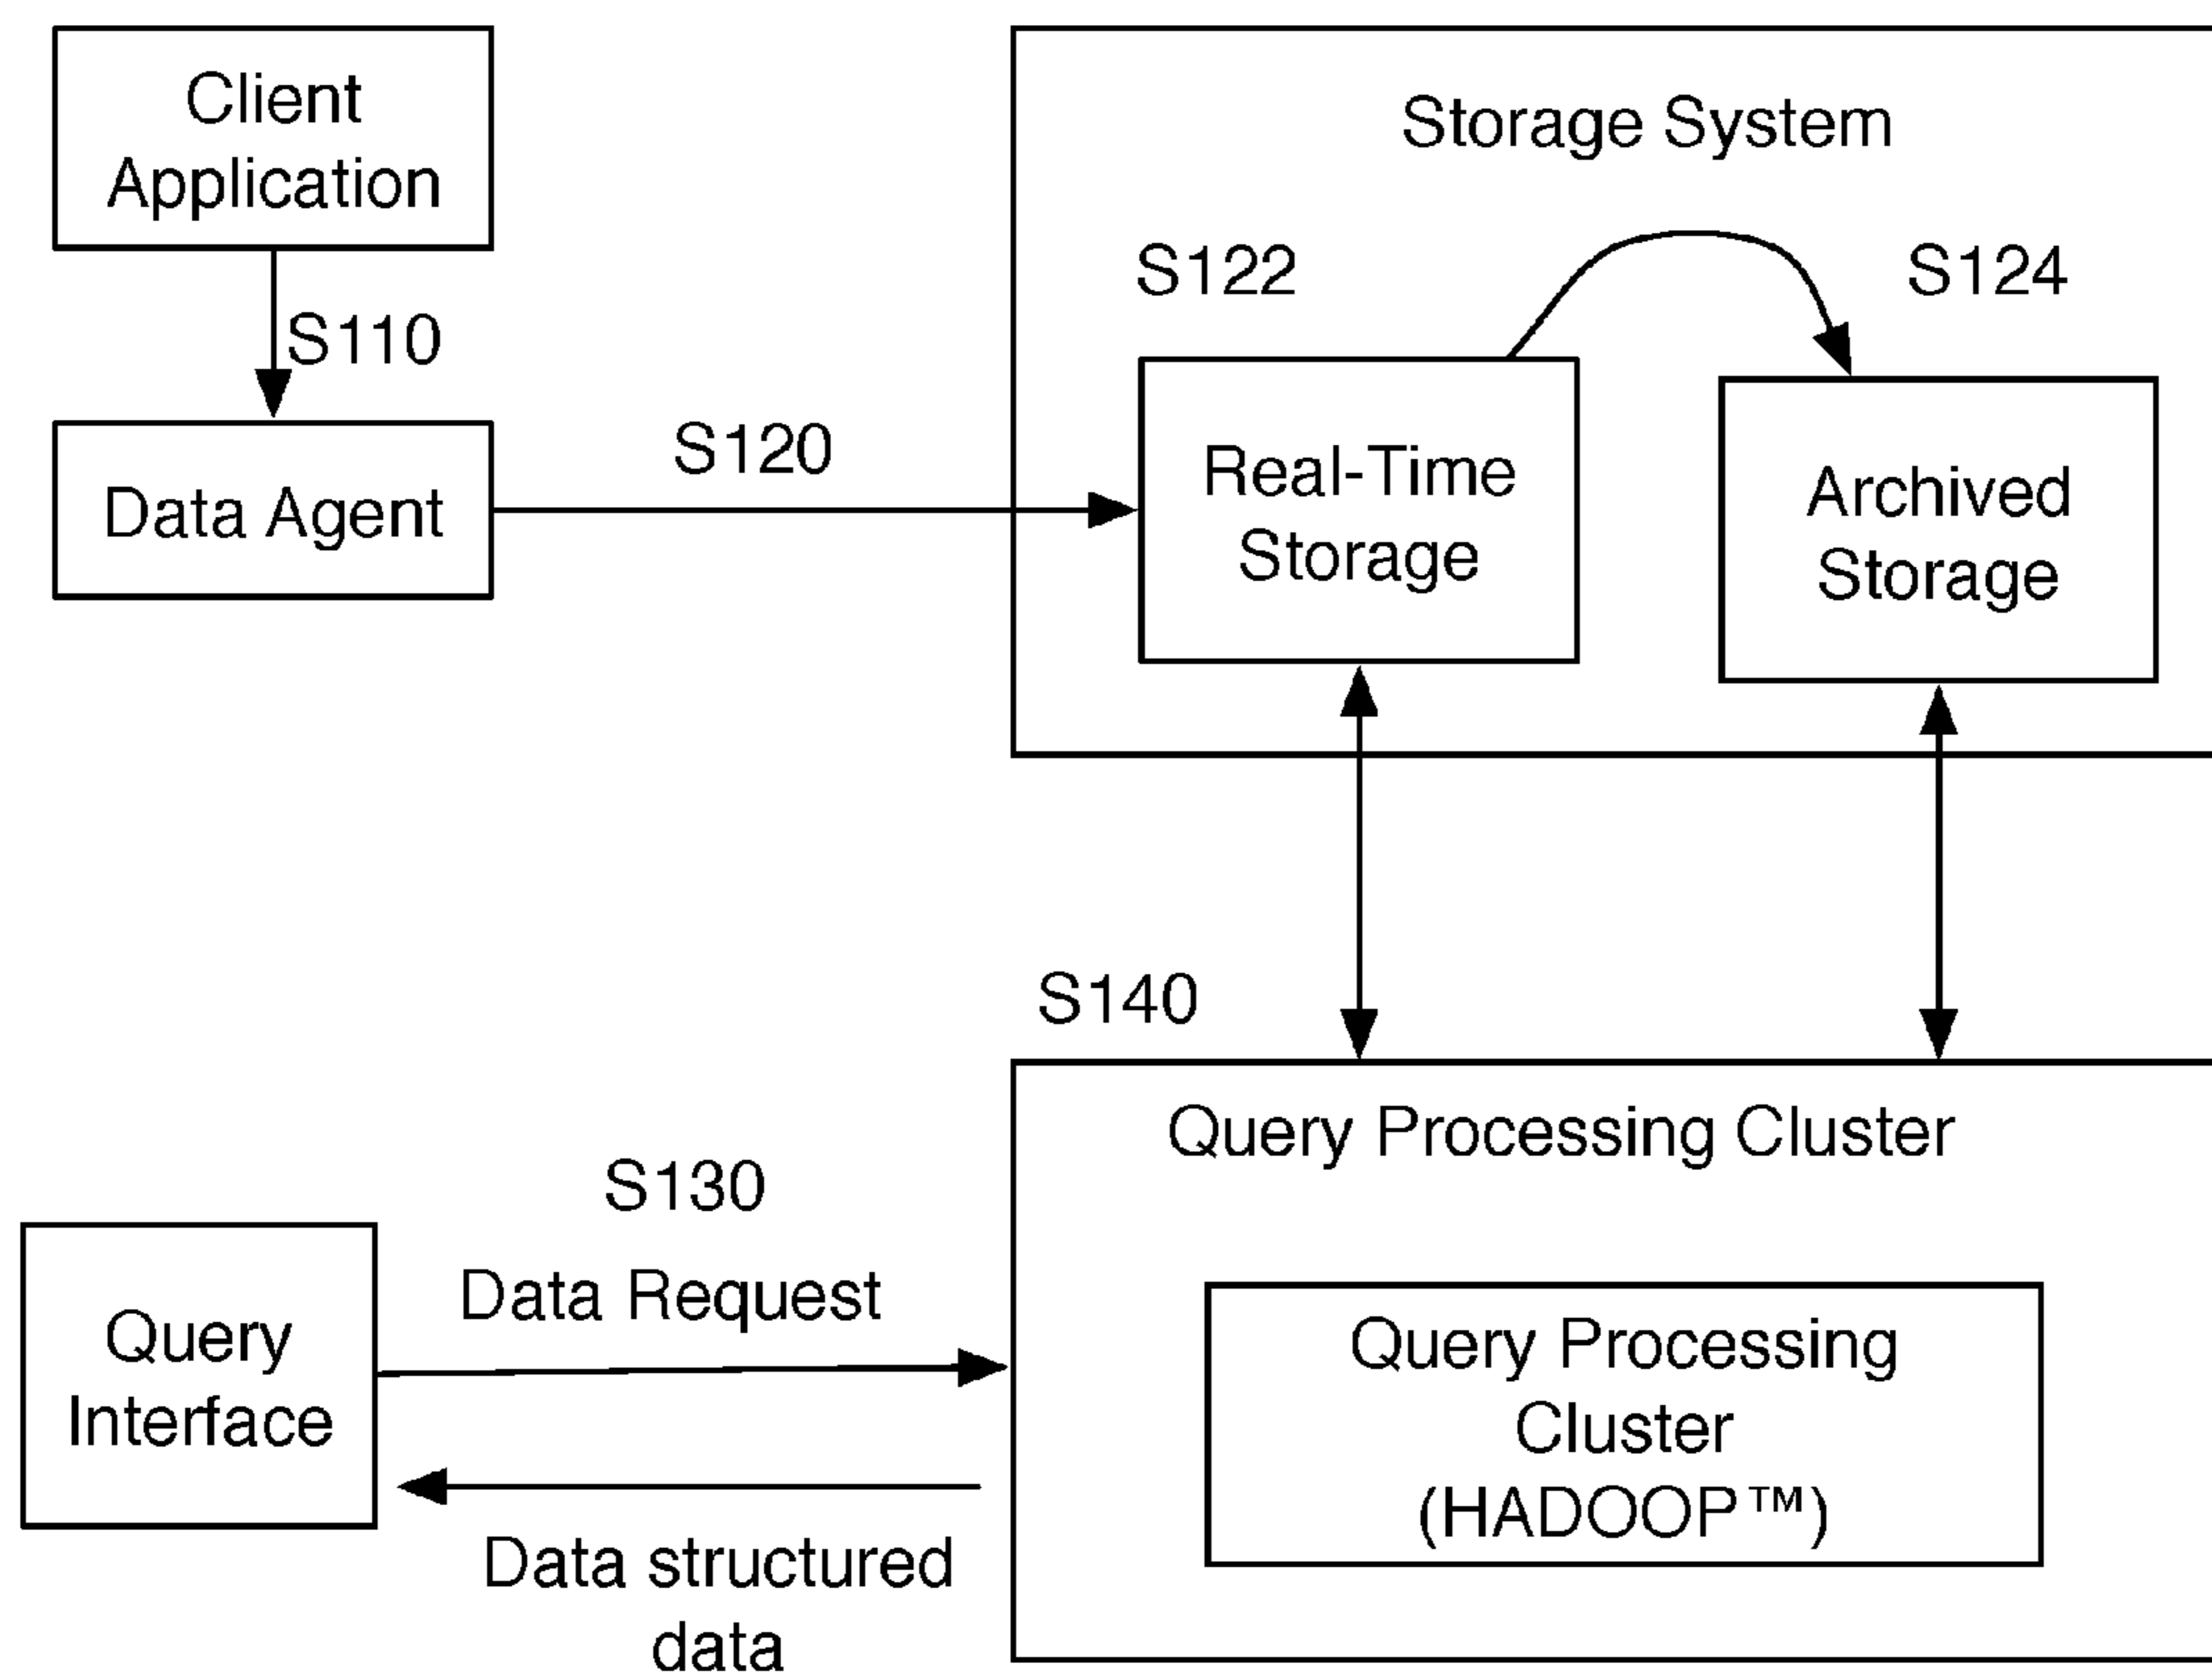 Client
Application
S110
Data Agent
S120
Storage System
S122
S124
Real-Time
Storage
Archived
Storage
S140
Query Processing Cluster
S130
Data Request
Query
Interface
Data structured
data
Query Processing
Cluster
(HADOOP™)